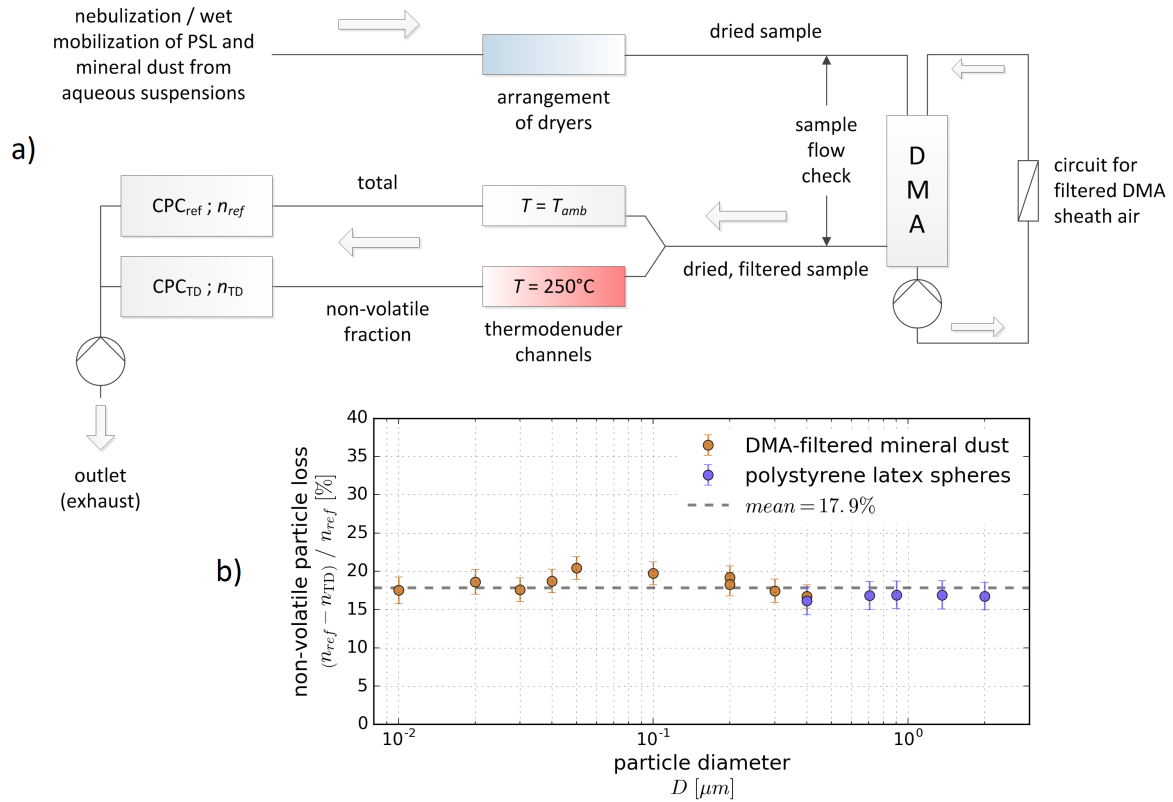 nebulization / wet
mobilization of PSL and
mineral dust from
aqueous suspensions
arrangement
of dryers
dried sample
sample
flow
check
D
M
A
circuit for
filtered DMA
sheath air
a)
CPCref ; nref
total
T = Tamb
dried, filtered sample
CPCTD ; nTD
non-volatile
fraction
T = 250°C
thermodenuder
channels
outlet
(exhaust)
b)
non-volatile particle loss
(nref − nTD) / nref [%]
40
35
30
25
20
15
10
5
0
DMA-filtered mineral dust
polystyrene latex spheres
mean = 17.9%
10-2
10-1
100
particle diameter
D [μm]